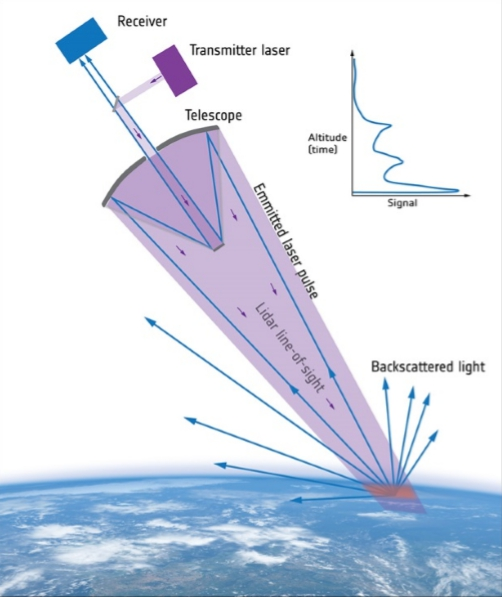 Receiver
Transmitter laser
Telescope
Altitude
(time)
Signal
Emmitted laser pulse
Lidar line-of-sight
Backscattered light